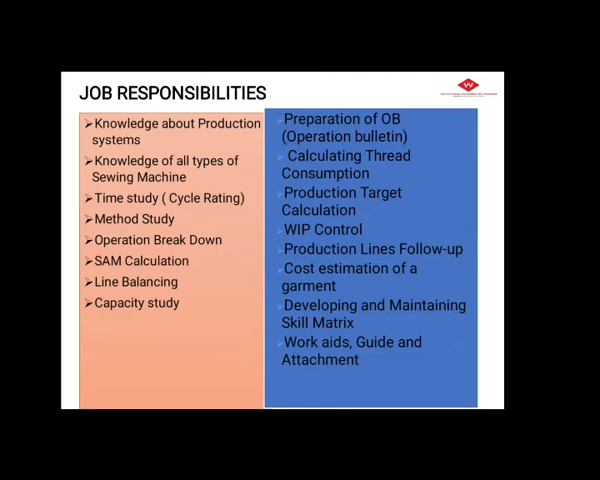 JOB RESPONSIBILITIES
W
➢Knowledge about Production
systems
➢Knowledge of all types of
Sewing Machine
➢Time study ( Cycle Rating)
➢Method Study
➢Operation Break Down
➢SAM Calculation
➢Line Balancing
➢Capacity study
➢Preparation of OB
(Operation bulletin)
➢ Calculating Thread
Consumption
➢Production Target
Calculation
➢WIP Control
➢Production Lines Follow-up
➢Cost estimation of a
garment
➢Developing and Maintaining
Skill Matrix
➢Work aids, Guide and
Attachment